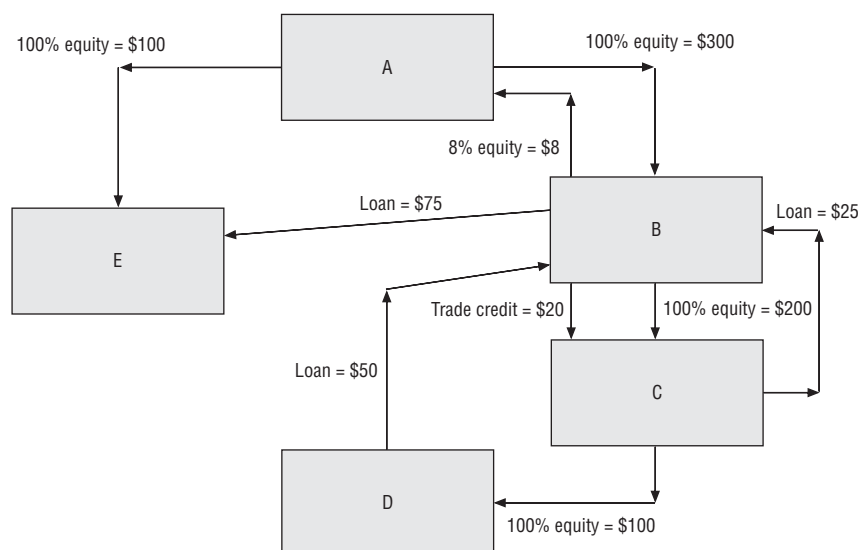 100% equity = $100
A
100% equity = $300
8% equity = $8
Loan = $75
B
Loan = $25
E
Trade credit = $20
100% equity = $200
Loan = $50
C
D
100% equity = $100